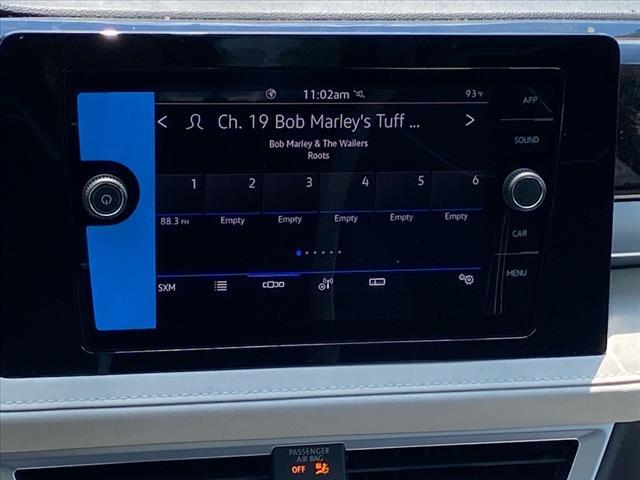 11:02am 93°F
APP
< Ch. 19 Bob Marley's Tuff ... >
SOUND
Bob Marley & The Wailers
Roots
1 2 3 4 5 6
88.3 FM Empty Empty Empty Empty Empty
CAR
MENU
SXM
PASSENGER
AIR BAG
OFF